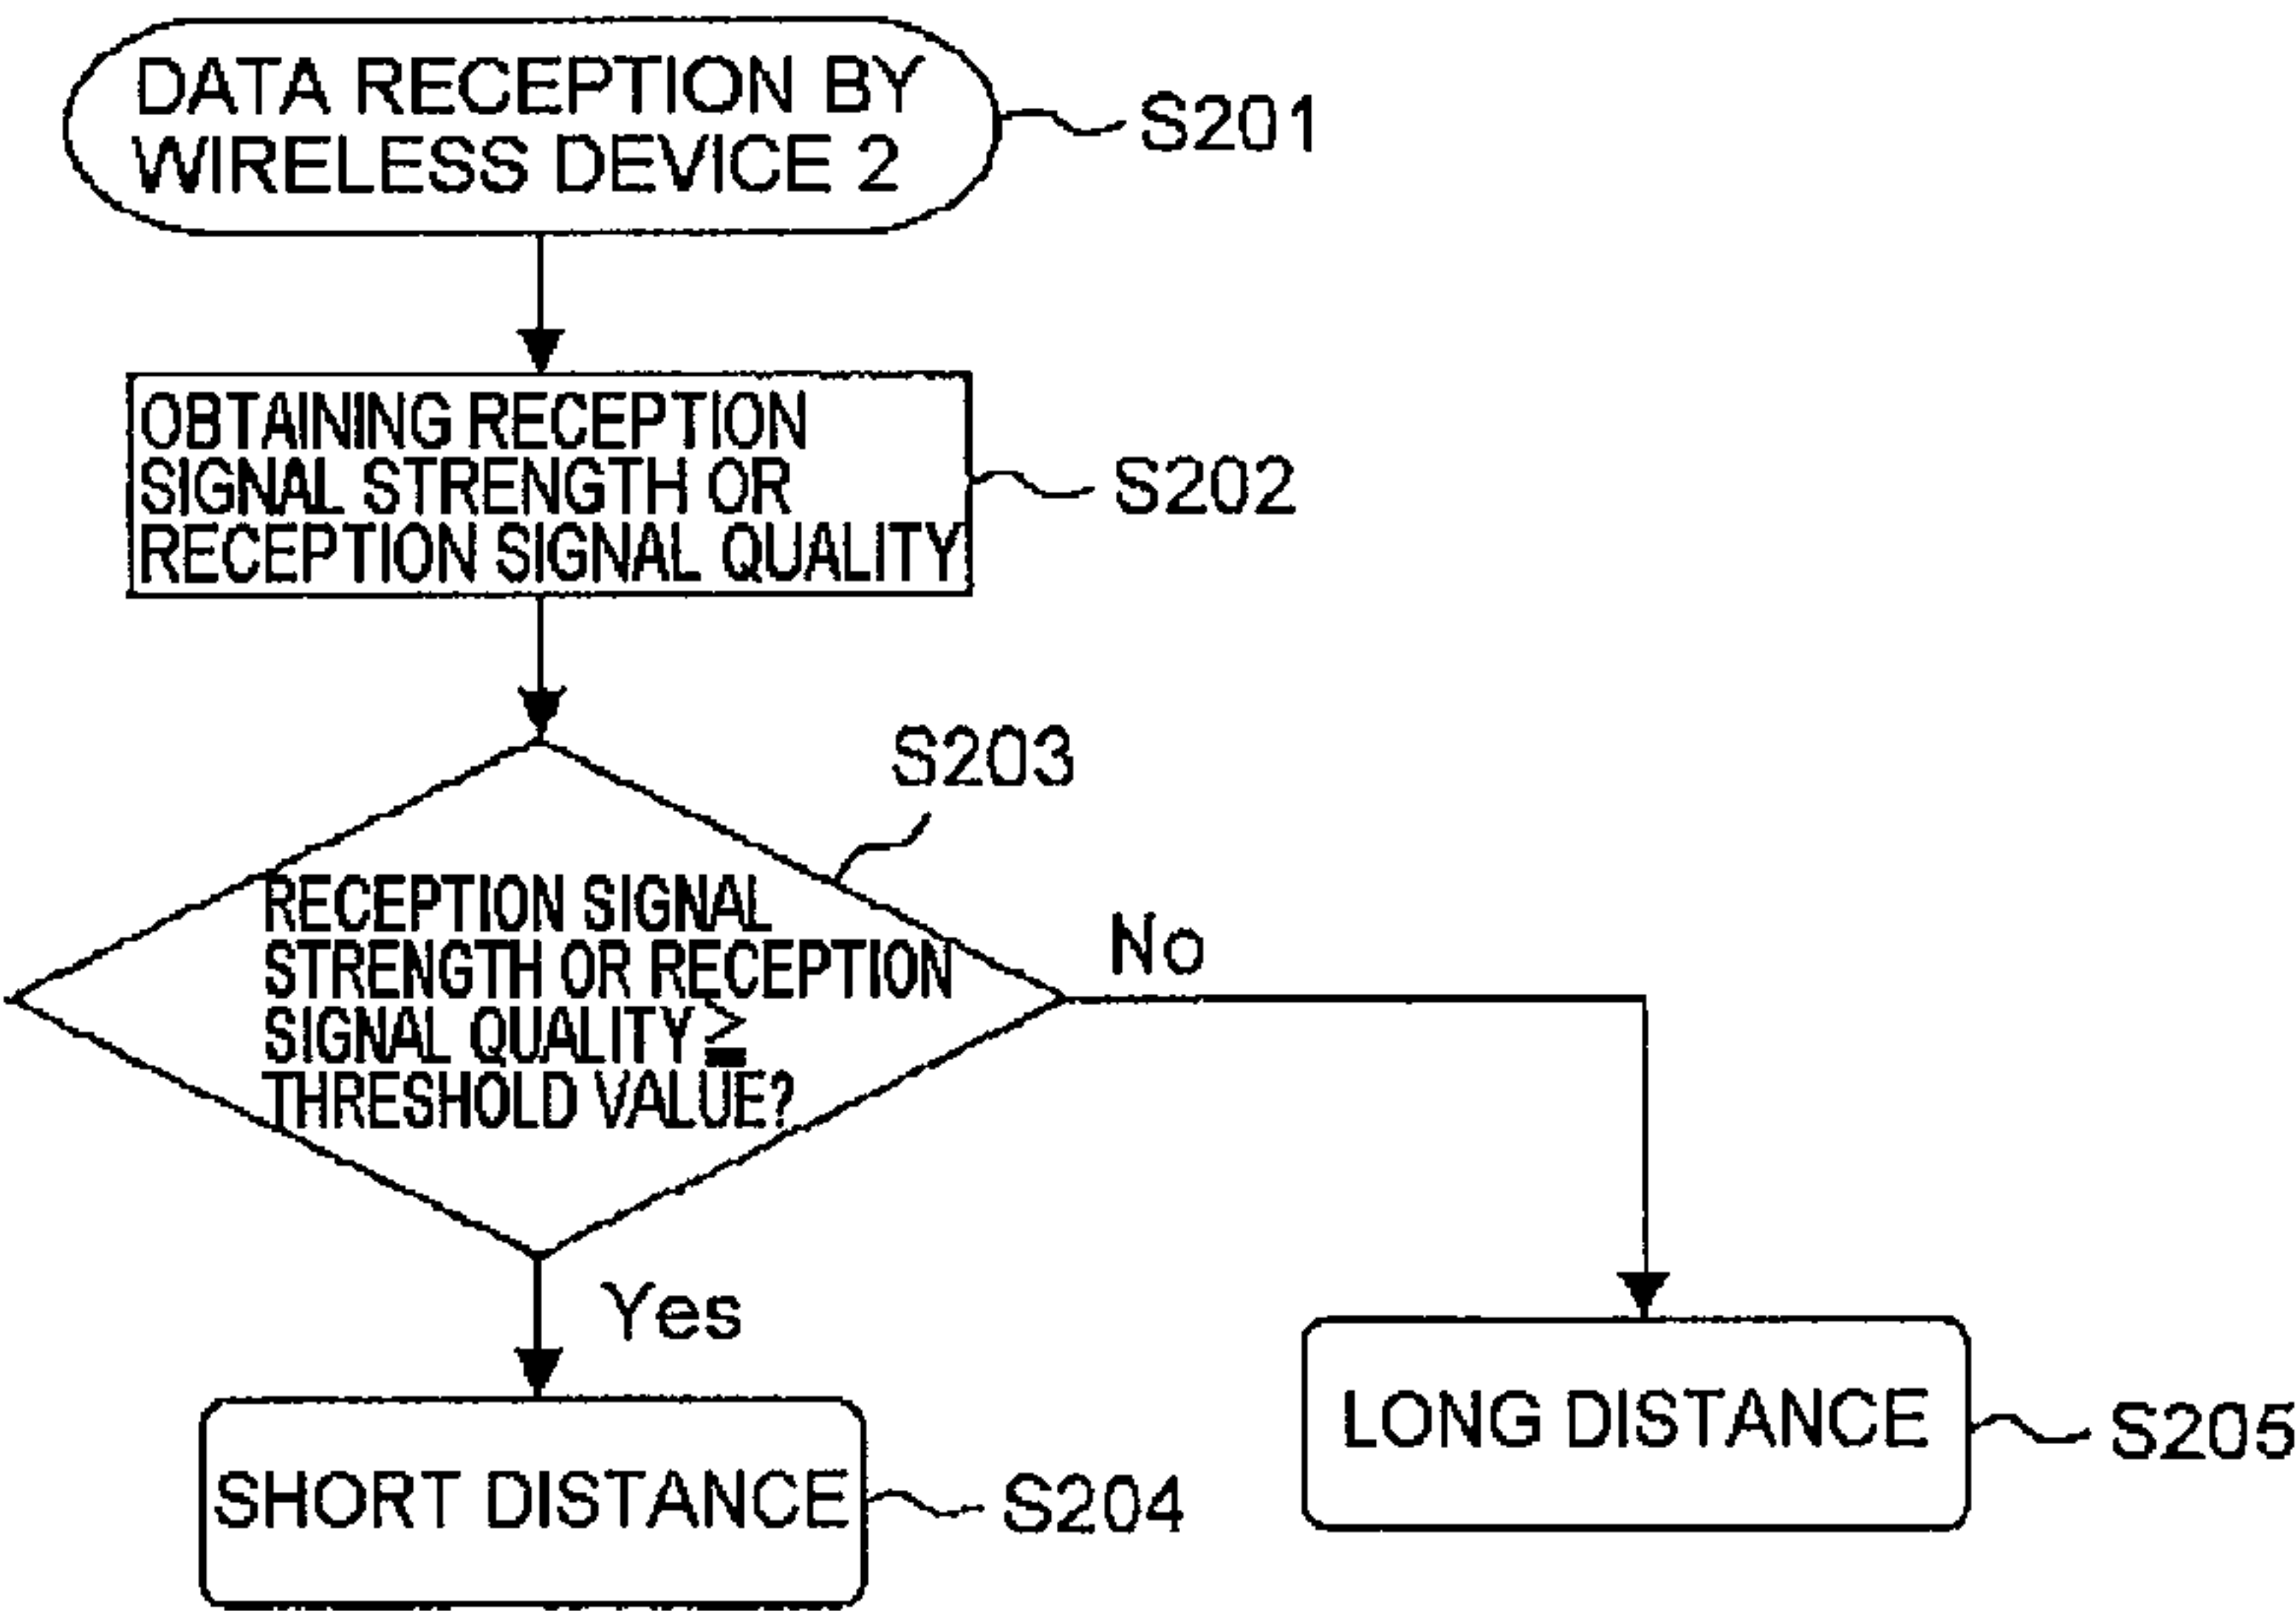 DATA RECEPTION BY
WIRELESS DEVICE 2
S201
OBTAINING RECEPTION
SIGNAL STRENGTH OR
RECEPTION SIGNAL QUALITY
S202
S203
RECEPTION SIGNAL
STRENGTH OR RECEPTION
SIGNAL QUALITY ≥
THRESHOLD VALUE?
No
Yes
LONG DISTANCE
S205
SHORT DISTANCE
S204